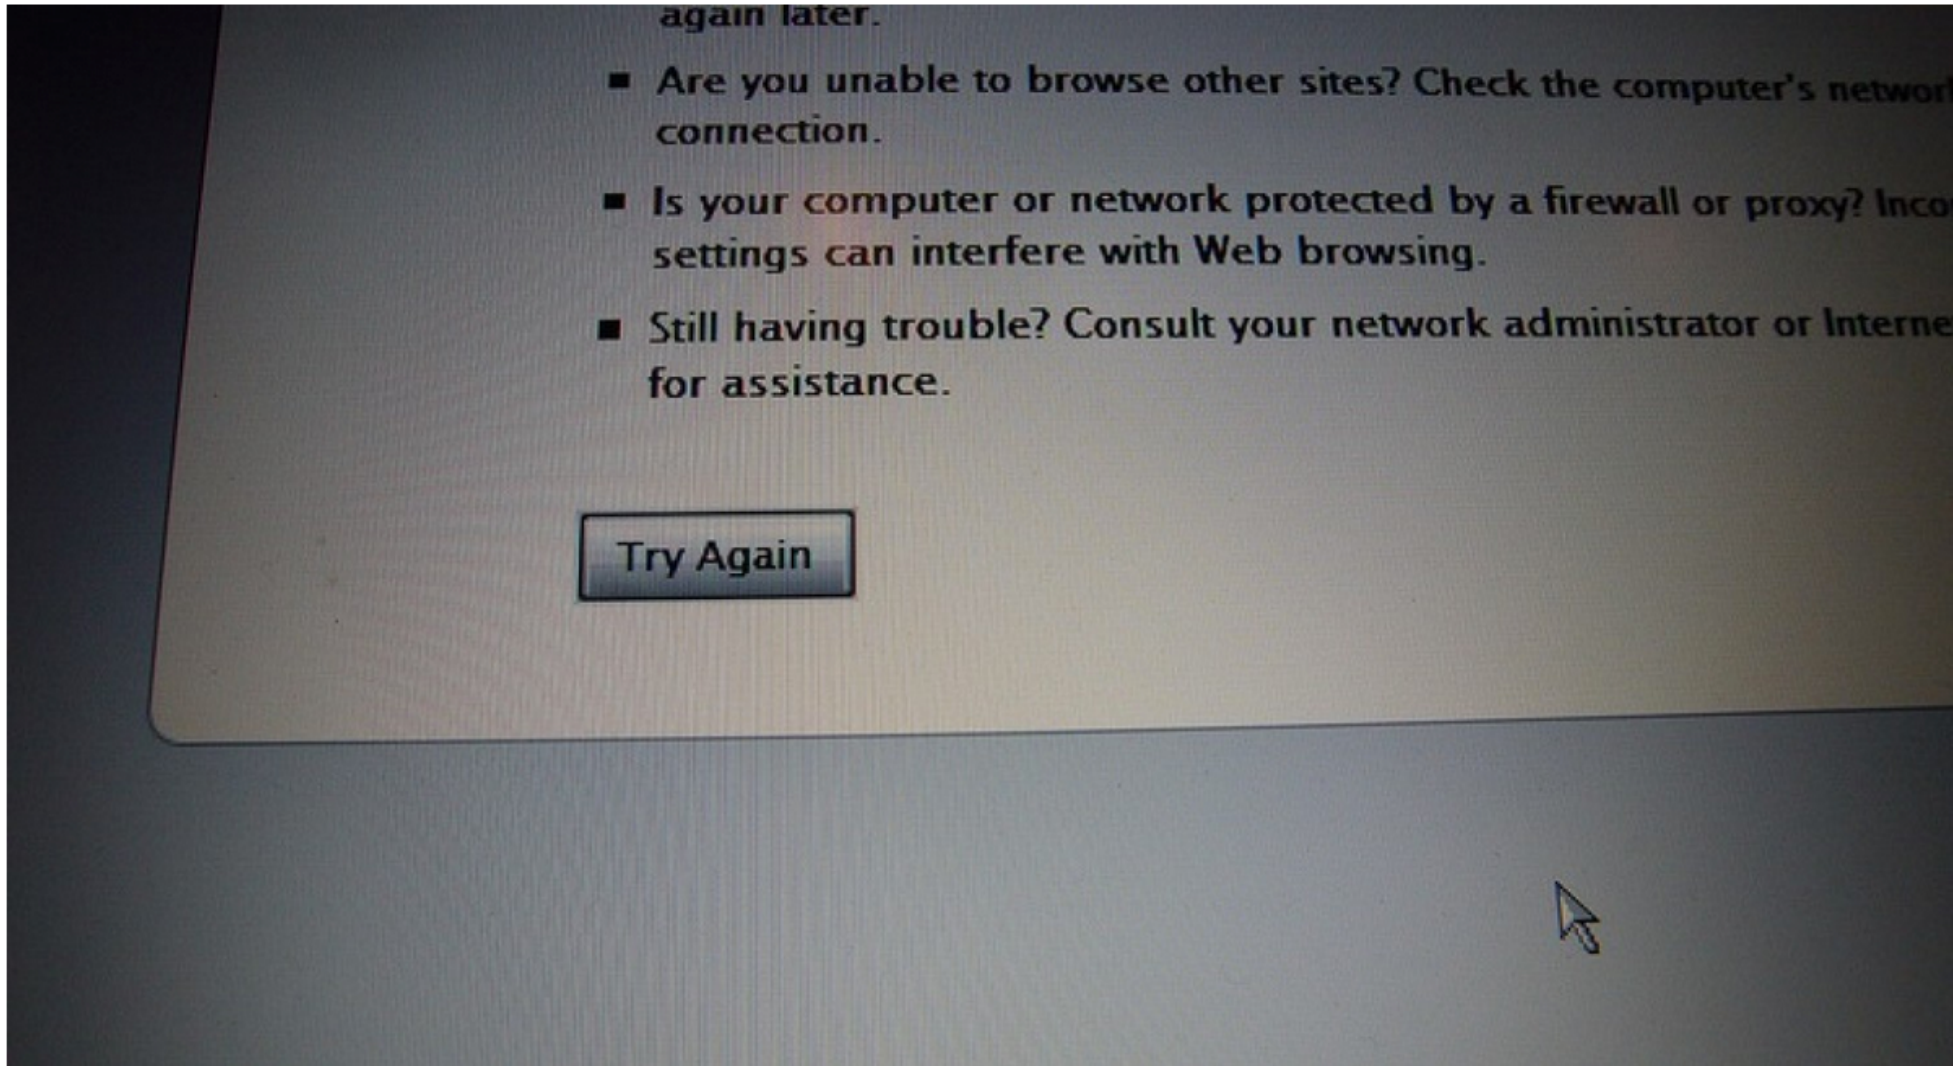 again later.
Are you unable to browse other sites? Check the computer's
connection.
Is your computer or network protected by a firewall or proxy?
settings can interfere with Web browsing.
Still having trouble? Consult your network administrator or
for assistance.
Try Again